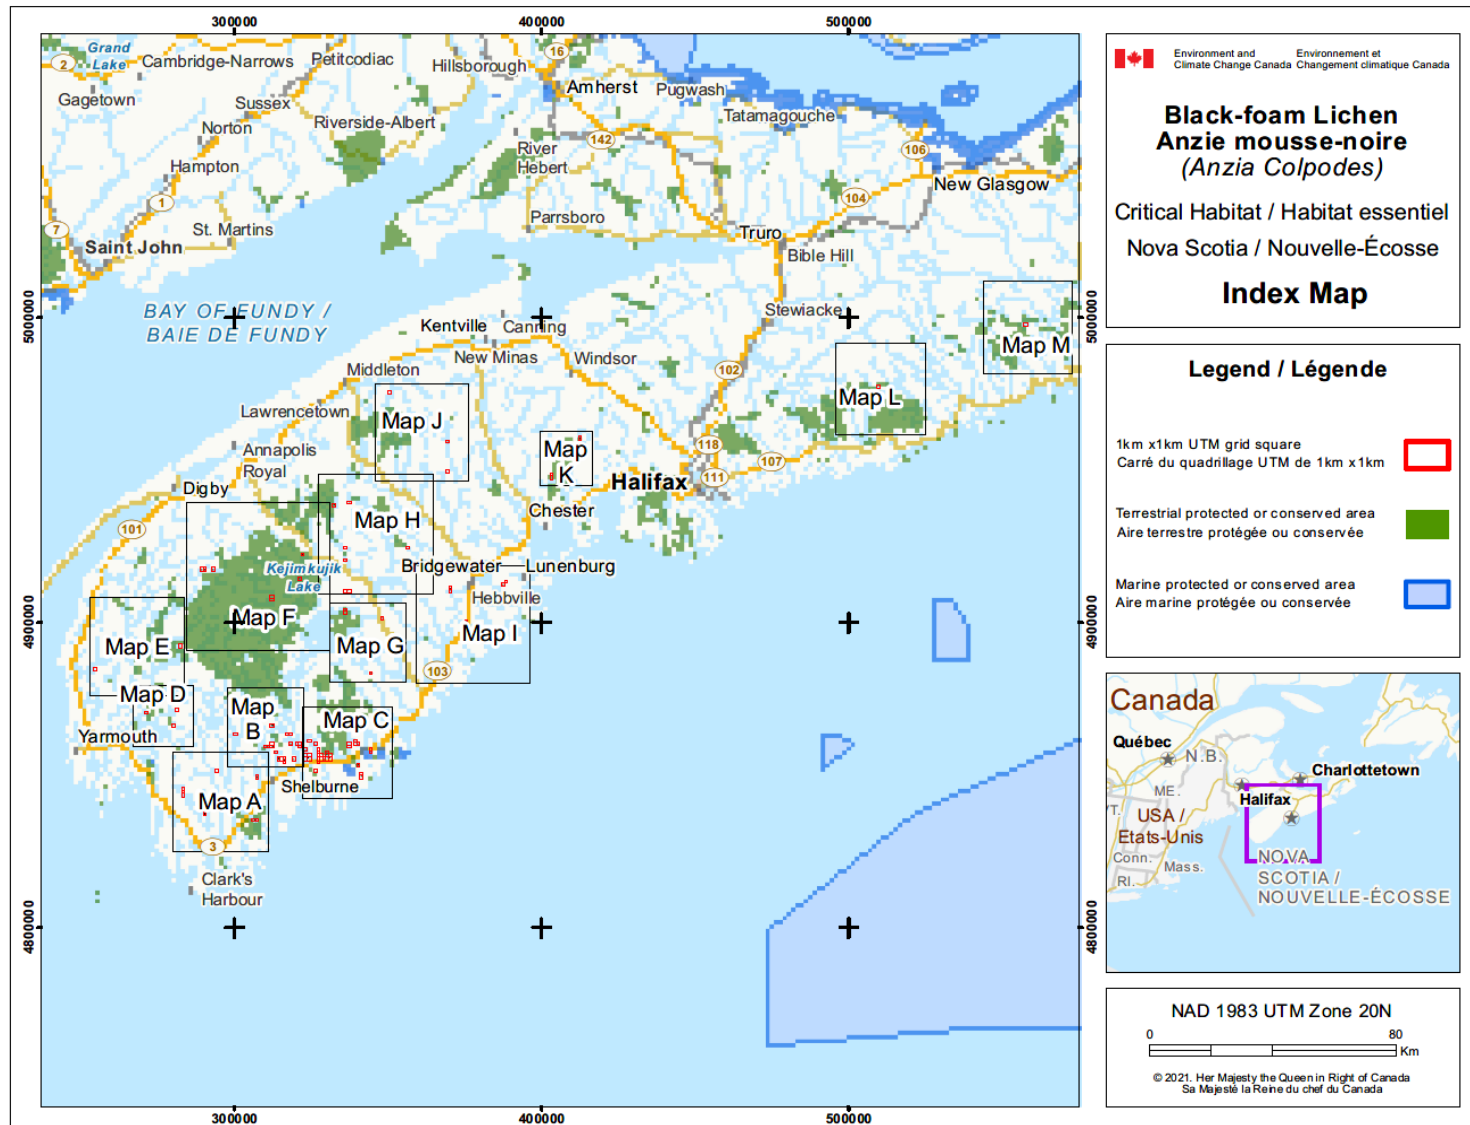 300000
400000
500000
Grand
Lake
2
Cambridge-Narrows
Petitcodiac
Hillsborough
16
Gagetown
Sussex
Amherst
Pugwash
Norton
Riverside-Albert
Tatamagouche
142
River
Hebert
106
Hampton
New Glasgow
1
104
7
St. Martins
Parrsboro
Saint John
Truro
Bible Hill
BAY OF FUNDY /
BAIE DE FUNDY
5000000
5000000
Kentville
Canning
Stewiacke
New Minas
Windsor
Map M
Middleton
102
Map L
Lawrencetown
Map J
Annapolis
Royal
Map
K
118
107
111
Halifax
Digby
Chester
101
Map H
Kejimkujik
Lake
Bridgewater
Lunenburg
Hebbville
Map F
4900000
4900000
Map E
Map G
Map I
103
Map D
Map
B
Map C
Yarmouth
Shelburne
Map A
3
Clark's
Harbour
4800000
4800000
300000
400000
500000
Environment and
Climate Change Canada
Environnement et
Changement climatique Canada
Black-foam Lichen
Anzie mousse-noire
(Anzia Colpodes)
Critical Habitat / Habitat essentiel
Nova Scotia / Nouvelle-Écosse
Index Map
Legend / Légende
1km x1km UTM grid square
Carré du quadrillage UTM de 1km x1km
Terrestrial protected or conserved area
Aire terrestre protégée ou conservée
Marine protected or conserved area
Aire marine protégée ou conservée
Canada
Québec
N.B.
Charlottetown
ME.
Halifax
VT.
USA /
Etats-Unis
Conn.
Mass.
RI.
NOVA
SCOTIA /
NOUVELLE-ÉCOSSE
NAD 1983 UTM Zone 20N
0
80
Km
© 2021. Her Majesty the Queen in Right of Canada
Sa Majesté la Reine du chef du Canada